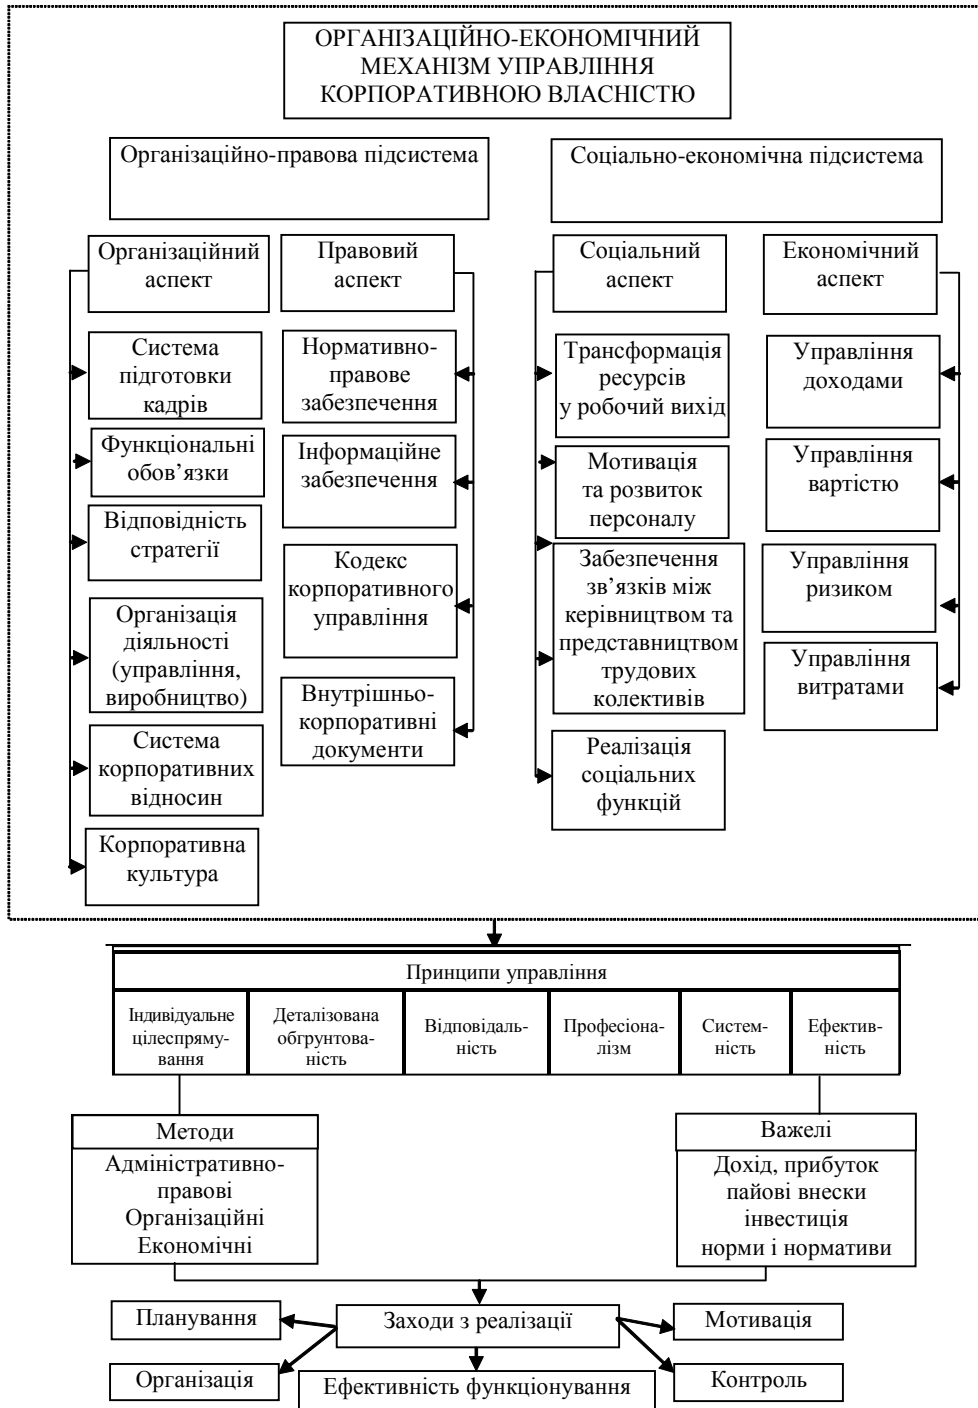 ОРГАНІЗАЦІЙНО-ЕКОНОМІЧНИЙ
МЕХАНІЗМ УПРАВЛІННЯ
КОРПОРАТИВНОЮ ВЛАСНІСТЮ
Організаційно-правова підсистема
Соціально-економічна підсистема
Організаційний
аспект
Правовий
аспект
Соціальний
аспект
Економічний
аспект
Система
підготовки
кадрів
Функціональні
обов’язки
Відповідність
стратегії
Організація
діяльності
(управління,
виробництво)
Система
корпоративних
відносин
Корпоративна
культура
Нормативно-
правове
забезпечення
Інформаційне
забезпечення
Кодекс
корпоративного
управління
Внутрішньо-
корпоративні
документи
Трансформація
ресурсів
у робочий вихід
Мотивація
та розвиток
персоналу
Забезпечення
зв’язків між
керівництвом та
представництвом
трудових
колективів
Реалізація
соціальних
функцій
Управління
доходами
Управління
вартістю
Управління
ризиком
Управління
витратами
Принципи управління
Індивідуальне
цілеспряму-
вання
Деталізована
обгрунтова-
ність
Відповідаль-
ність
Професіона-
лізм
Систем-
ність
Ефектив-
ність
Методи
Адміністративно-
правові
Організаційні
Економічні
Важелі
Дохід, прибуток
пайові внески
інвестиція
норми і нормативи
Планування
Заходи з реалізації
Мотивація
Організація
Ефективність функціонування
Контроль